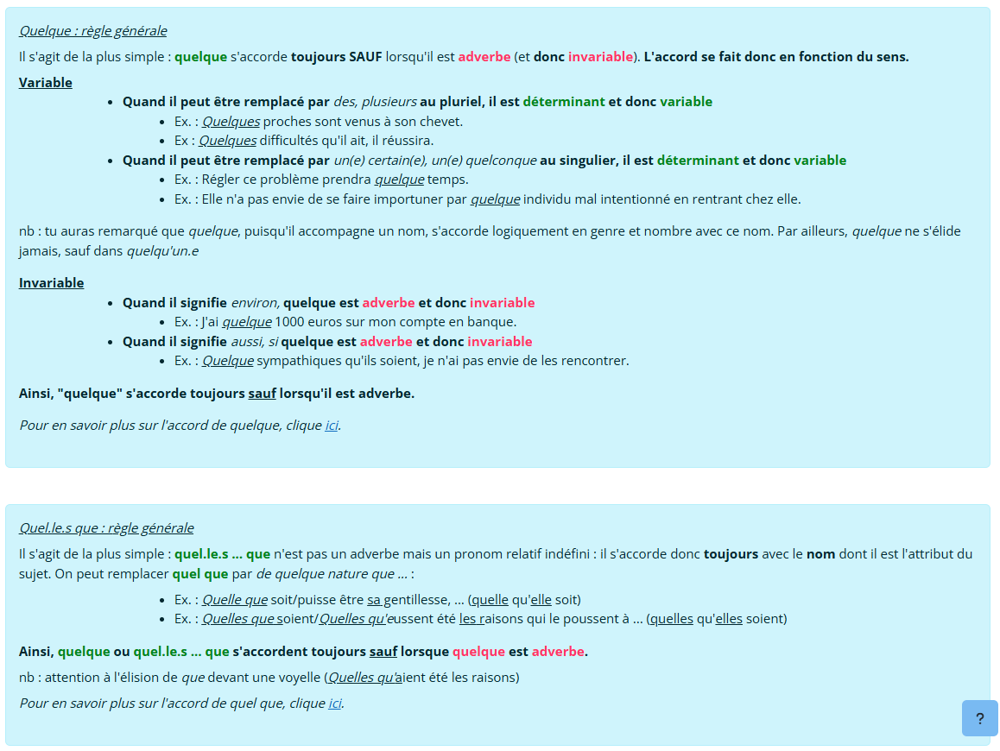 Quelque : règle générale
Il s'agit de la plus simple : quelque s'accorde toujours SAUF lorsqu'il est adverbe (et donc invariable). L'accord se fait donc en fonction du sens.
Variable
• Quand il peut être remplacé par des, plusieurs au pluriel, il est déterminant et donc variable
• Ex. : Quelques proches sont venus à son chevet.
• Ex : Quelques difficultés qu'il ait, il réussira.
• Quand il peut être remplacé par un(e) certain(e), un(e) quelconque au singulier, il est déterminant et donc variable
• Ex. : Régler ce problème prendra quelque temps.
• Ex. : Elle n'a pas envie de se faire importuner par quelque individu mal intentionné en rentrant chez elle.
nb : tu auras remarqué que quelque, puisqu'il accompagne un nom, s'accorde logiquement en genre et nombre avec ce nom. Par ailleurs, quelque ne s'élide
jamais, sauf dans quelqu'un.e
Invariable
• Quand il signifie environ, quelque est adverbe et donc invariable
• Ex. : J'ai quelque 1000 euros sur mon compte en banque.
• Quand il signifie aussi, si quelque est adverbe et donc invariable
• Ex. : Quelque sympathiques qu'ils soient, je n'ai pas envie de les rencontrer.
Ainsi, "quelque" s'accorde toujours sauf lorsqu'il est adverbe.
Pour en savoir plus sur l'accord de quelque, clique ici.
Quel.le.s que : règle générale
Il s'agit de la plus simple : quel.le.s ... que n'est pas un adverbe mais un pronom relatif indéfini : il s'accorde donc toujours avec le nom dont il est l'attribut du
sujet. On peut remplacer quel que par de quelque nature que ... :
• Ex. : Quelle que soit/puisse être sa gentillesse, ... (quelle qu'elle soit)
• Ex. : Quelles que soient/Quelles qu'eussent été les raisons qui le poussent à ... (quelles qu'elles soient)
Ainsi, quelque ou quel.le.s ... que s'accordent toujours sauf lorsque quelque est adverbe.
nb : attention à l'élision de que devant une voyelle (Quelles qu'aient été les raisons)
Pour en savoir plus sur l'accord de quel que, clique ici.
?